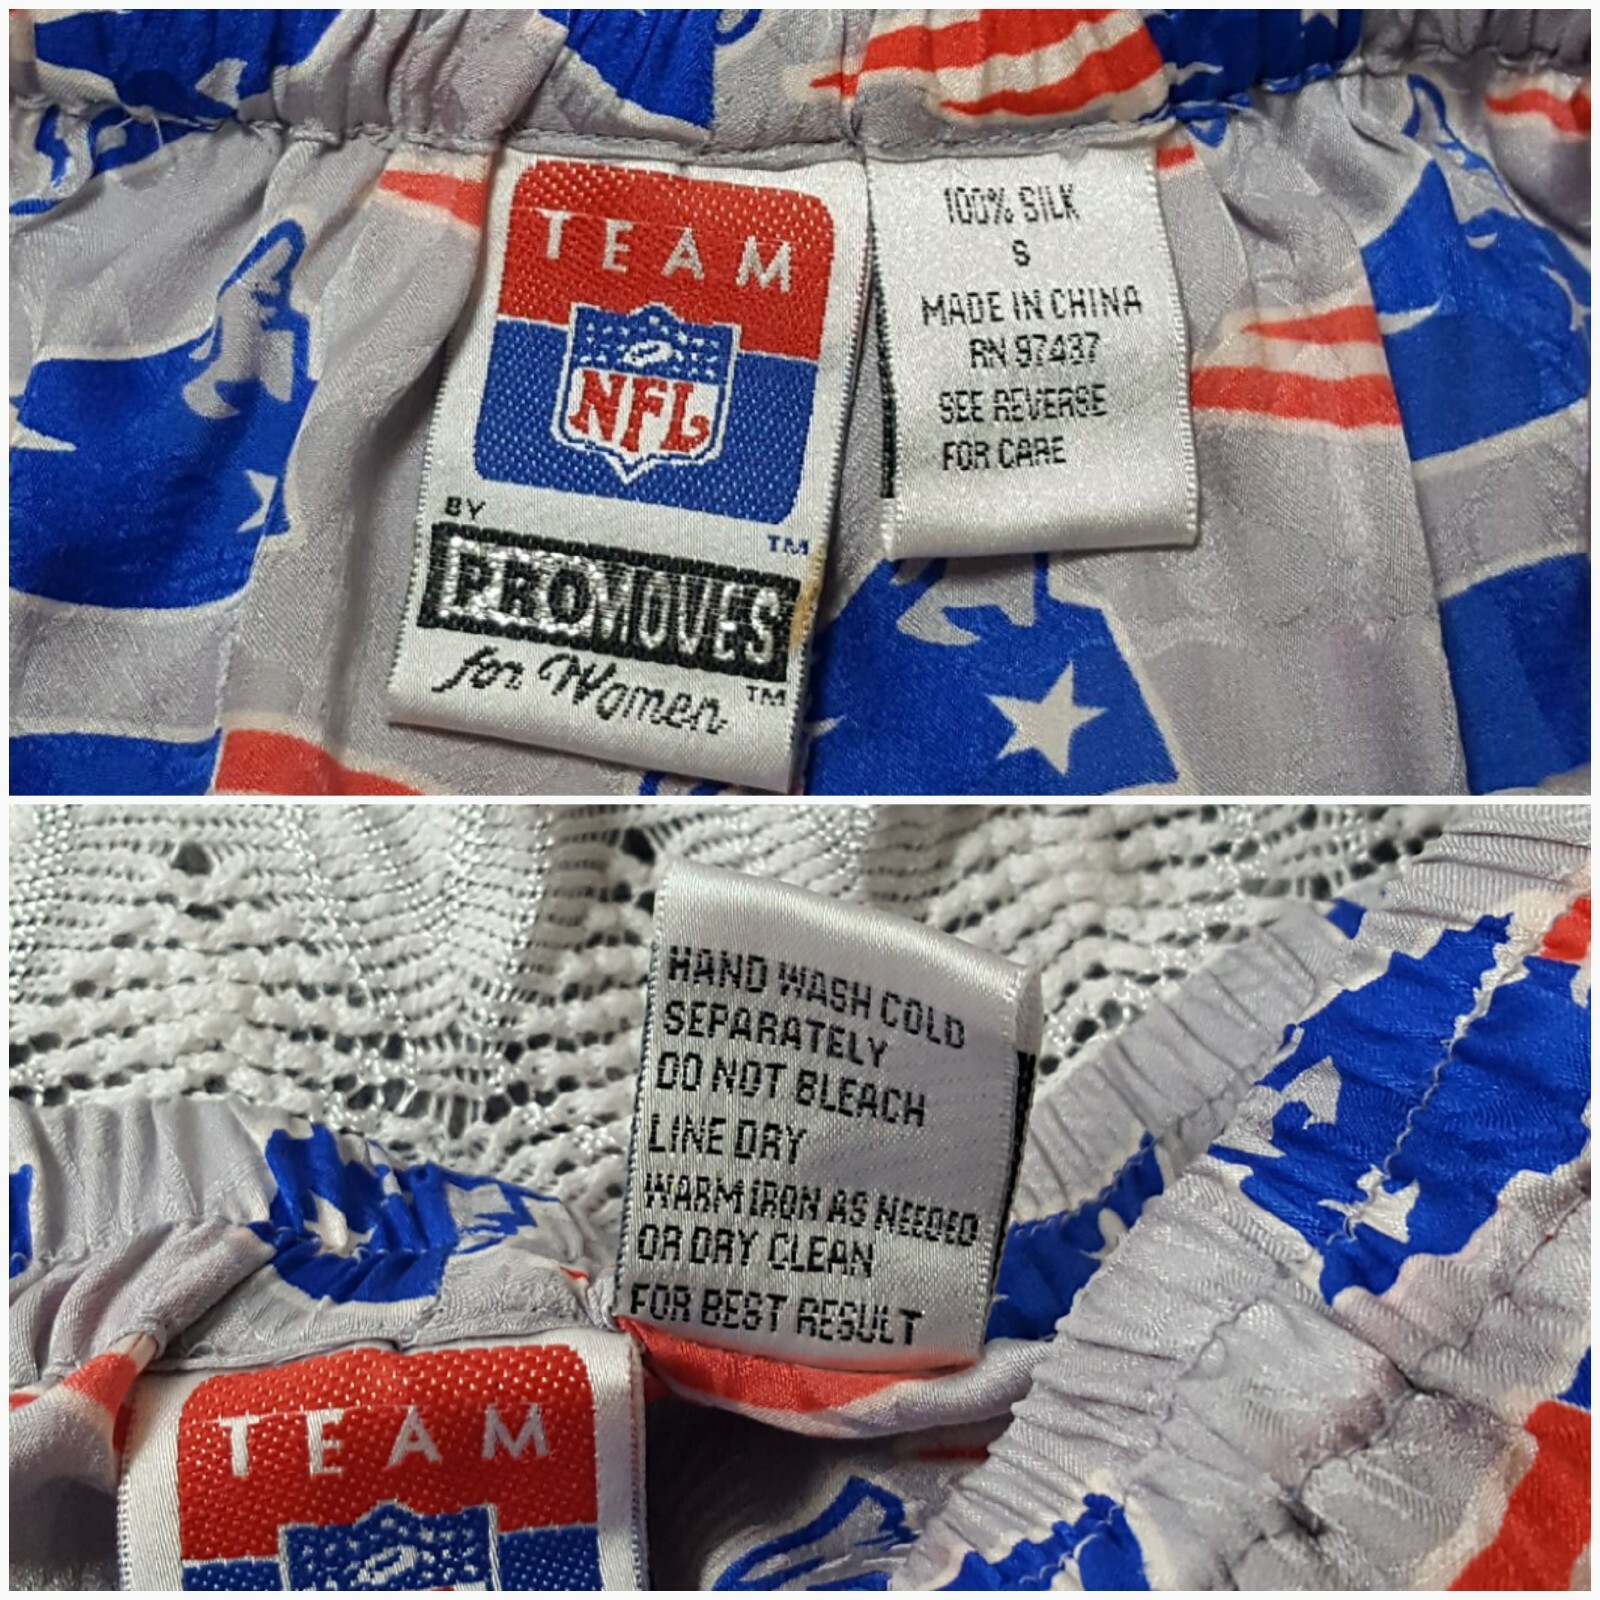 TEAM
NFL
BY
TM
PROMOVES
for Women TM
100% SILK
S
MADE IN CHINA
RN 97437
SEE REVERSE
FOR CARE
HAND WASH COLD
SEPARATELY
DO NOT BLEACH
LINE DRY
WARM IRON AS NEEDED
OR DRY CLEAN
FOR BEST RESULT
TEAM